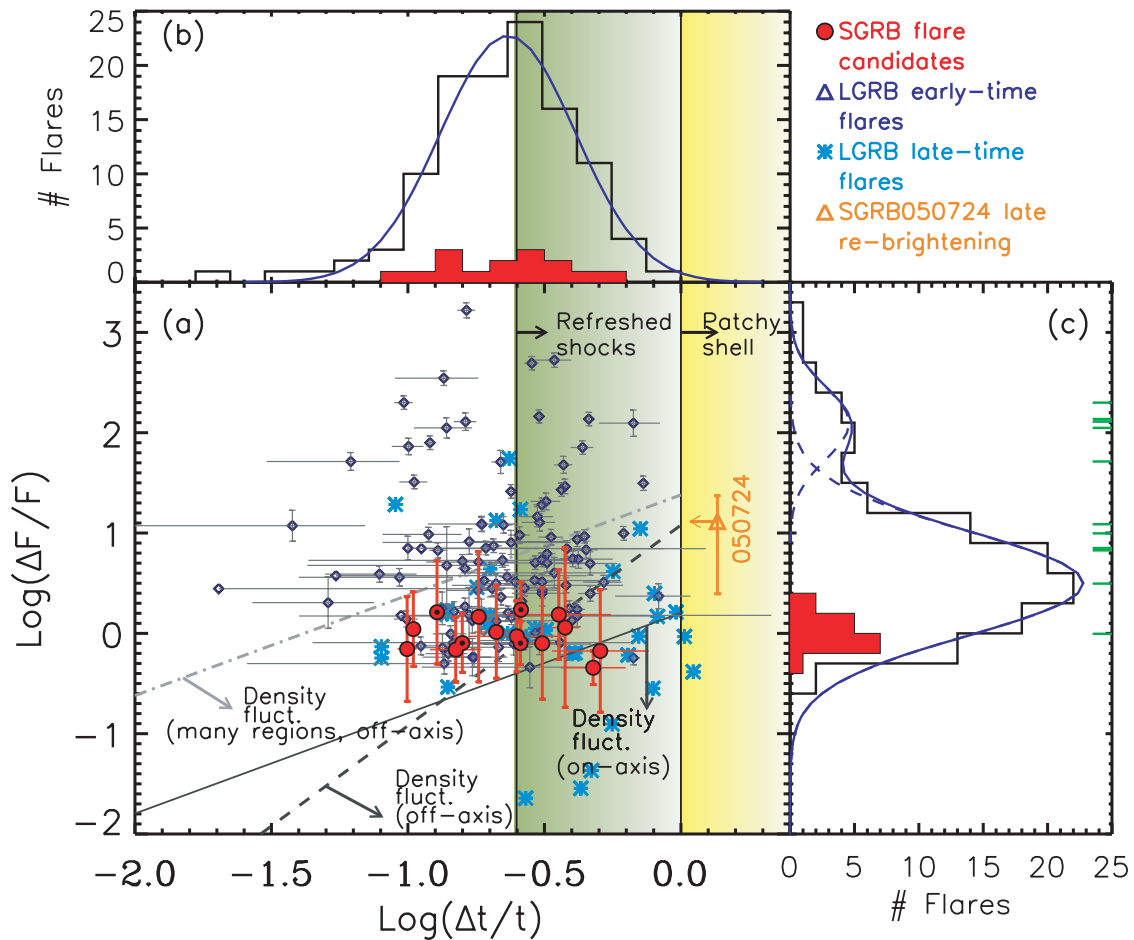 25
20
15
10
5
0
# Flares
(b)
SGRB flare
candidates
LGRB early-time
flares
LGRB late-time
flares
SGRB050724 late
re-brightening
(a)
Refreshed
shocks
Patchy
shell
(c)
3
2
1
0
-1
-2
Log(ΔF/F)
050724
Density
fluct.
(many regions, off-axis)
Density
fluct.
(off-axis)
Density
fluct.
(on-axis)
-2.0
-1.5
-1.0
-0.5
0.0
Log(Δt/t)
0
5
10
15
20
25
# Flares